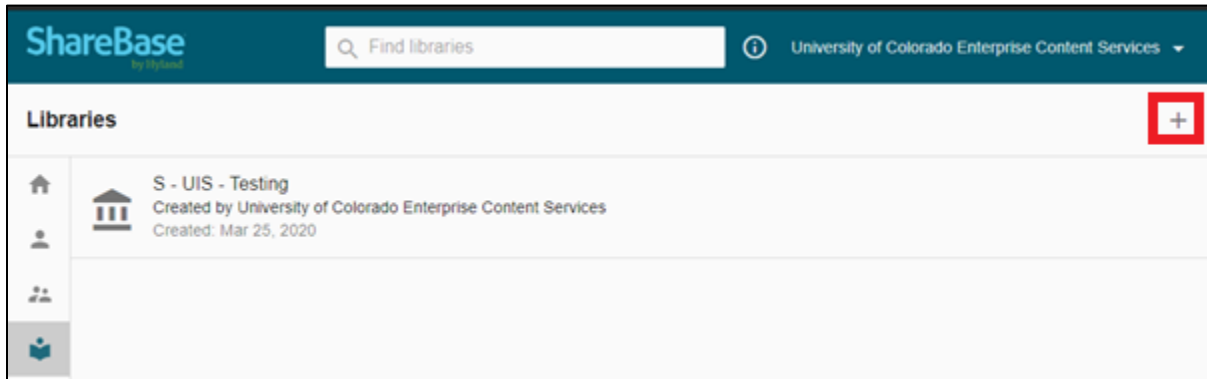 ShareBase
by Hyland
Find libraries
University of Colorado Enterprise Content Services
Libraries
+
S - UIS - Testing
Created by University of Colorado Enterprise Content Services
Created: Mar 25, 2020